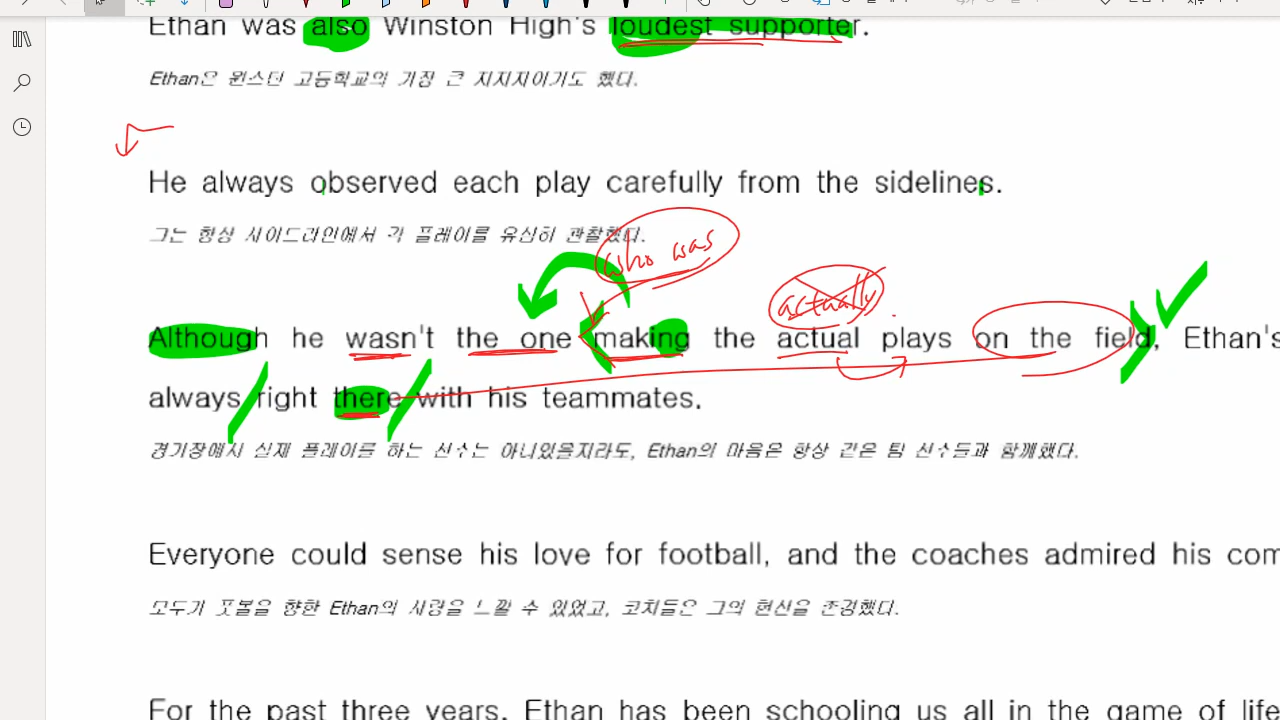 Ethan was also Winston High's loudest supporter.
Ethan은 윈스턴 고등학교의 가장 큰 지지자이기도 했다.
He always observed each play carefully from the sidelines.
그는 항상 사이드라인에서 각 플레이를 유심히 관찰했다.
who was
actually
Although he wasn't the one making the actual plays on the field, Ethan's
always right there with his teammates.
경기장에서 실제 플레이를 하는 선수는 아니었을지라도, Ethan의 마음은 항상 같은 팀 선수들과 함께했다.
Everyone could sense his love for football, and the coaches admired his com
모두가 풋볼을 향한 Ethan의 사랑을 느낄 수 있었고, 코치들은 그의 헌신을 존경했다.
For the past three years, Ethan has been schooling us all in the game of life